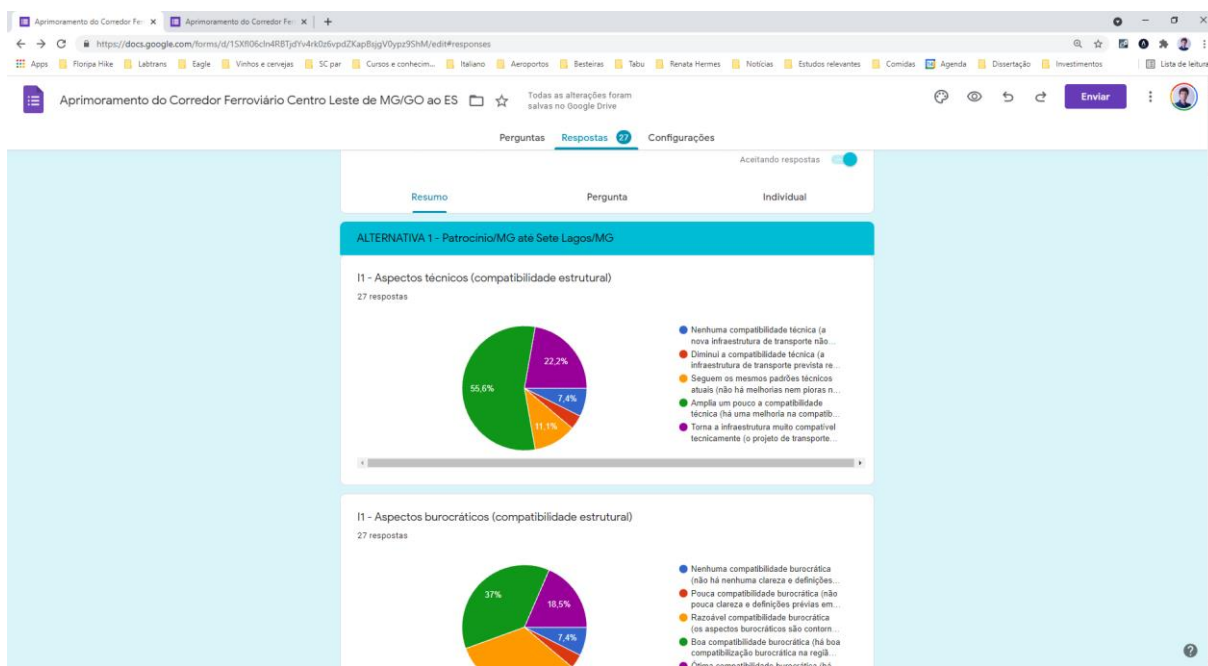 Aprimoramento do Corredor Fer
Aprimoramento do Corredor Fer
https://docs.google.com/forms/d/
/edit#responses
Apps Floripa Hike Labtrans Eagle Vinhos e cervejas SC par Cursos e conhecim... Italiano Aeroportos Besteiras Tabu Renata Hermes Notícias Estudos relevantes Comidas Agenda Dissertação Investimentos Lista de leitura
Aprimoramento do Corredor Ferroviário Centro Leste de MG/GO ao ES
Todas as alterações foram
salvas no Google Drive
Enviar
Perguntas Respostas 27 Configurações
Aceitando respostas
Resumo Pergunta Individual
ALTERNATIVA 1 - Patrocínio/MG até Sete Lagos/MG
I1 - Aspectos técnicos (compatibilidade estrutural)
27 respostas
22,2%
55,6%
7,4%
11,1%
Nenhuma compatibilidade técnica (a
nova infraestrutura de transporte não...
Diminui a compatibilidade técnica (a
infraestrutura de transporte prevista re...
Seguem os mesmos padrões técnicos
atuais (não há melhorias nem pioras n...
Amplia um pouco a compatibilidade
técnica (há uma melhoria na compatib...
Torna a infraestrutura muito compatível
tecnicamente (o projeto de transporte...
I1 - Aspectos burocráticos (compatibilidade estrutural)
27 respostas
37%
18,5%
7,4%
Nenhuma compatibilidade burocrática
(não há nenhuma clareza e definições...
Pouca compatibilidade burocrática (não
pouca clareza e definições prévias em...
Razoável compatibilidade burocrática
(os aspectos burocráticos são contorn...
Boa compatibilidade burocrática (há boa
compatibilização burocrática na regiã...
Ótima compatibilidade burocrática (há